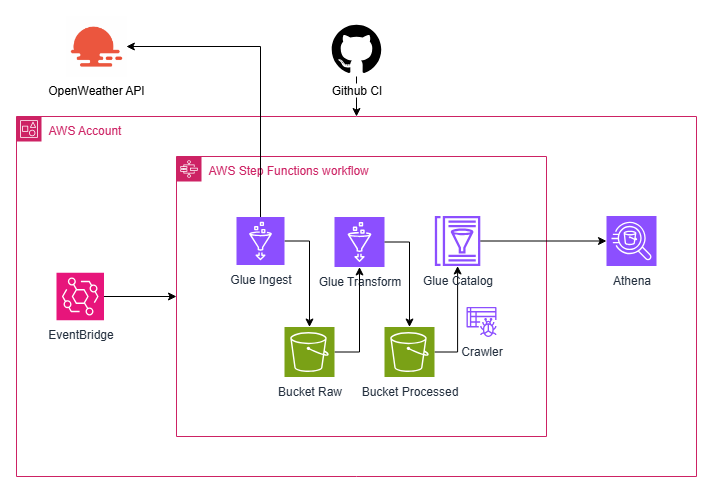 OpenWeather API
Github CI
AWS Account
AWS Step Functions workflow
Glue Ingest
Glue Transform
Glue Catalog
Athena
EventBridge
Crawler
Bucket Raw
Bucket Processed